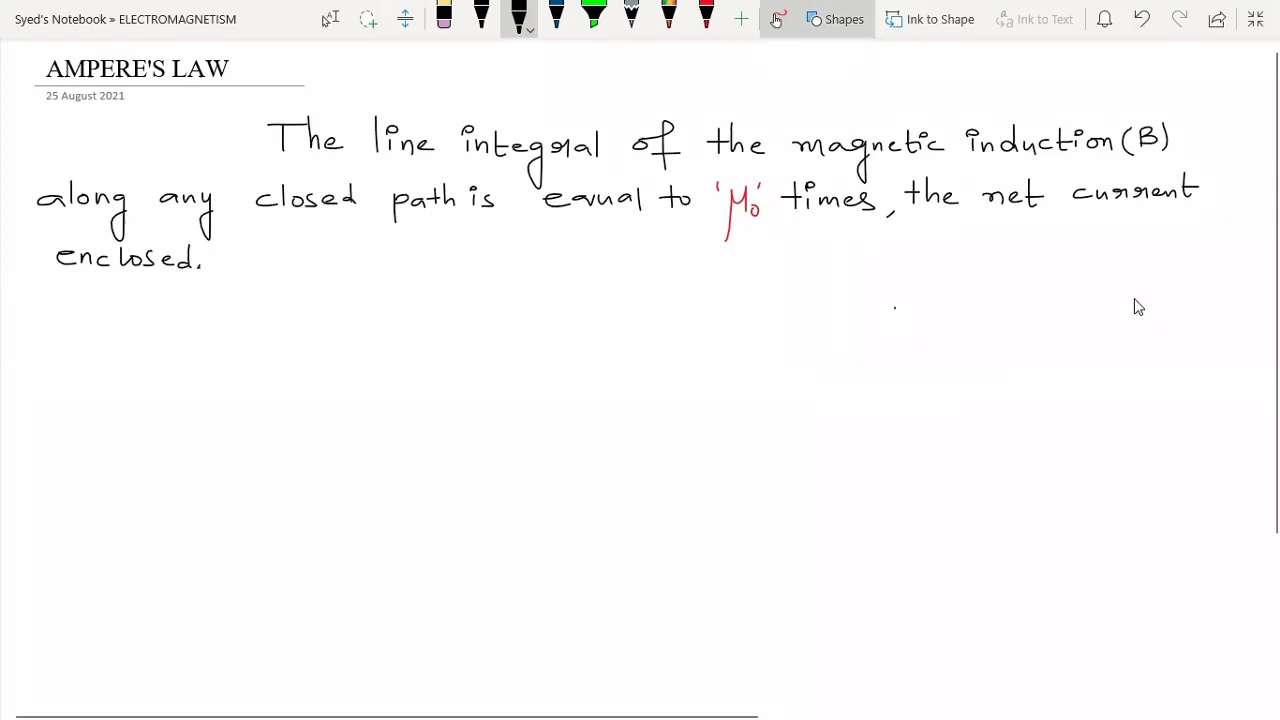 Syed's Notebook » ELECTROMAGNETISM
Shapes
Ink to Shape
Ink to Text
AMPERE'S LAW
25 August 2021
The line integral of the magnetic induction (B)
along any closed path is equal to 'μ₀' times, the net current
enclosed.